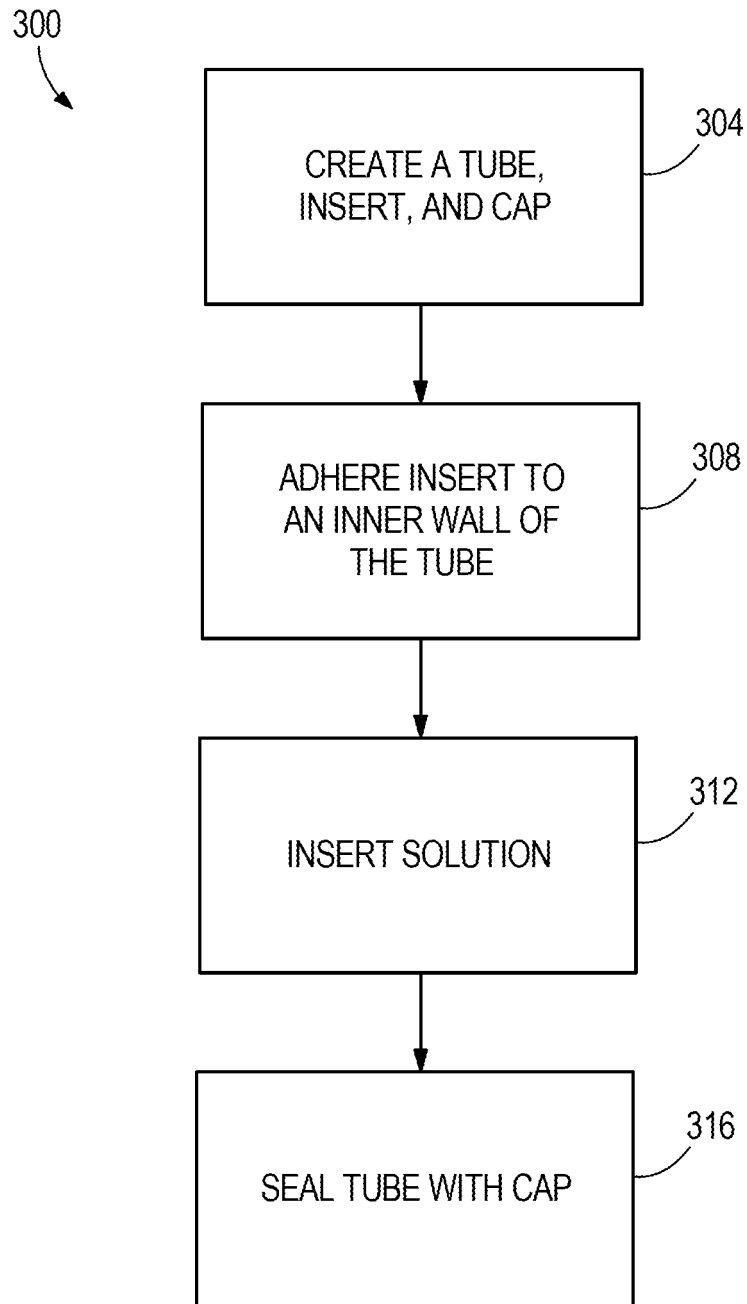 300
304
CREATE A TUBE,
INSERT, AND CAP
308
ADHERE INSERT TO
AN INNER WALL OF
THE TUBE
312
INSERT SOLUTION
316
SEAL TUBE WITH CAP